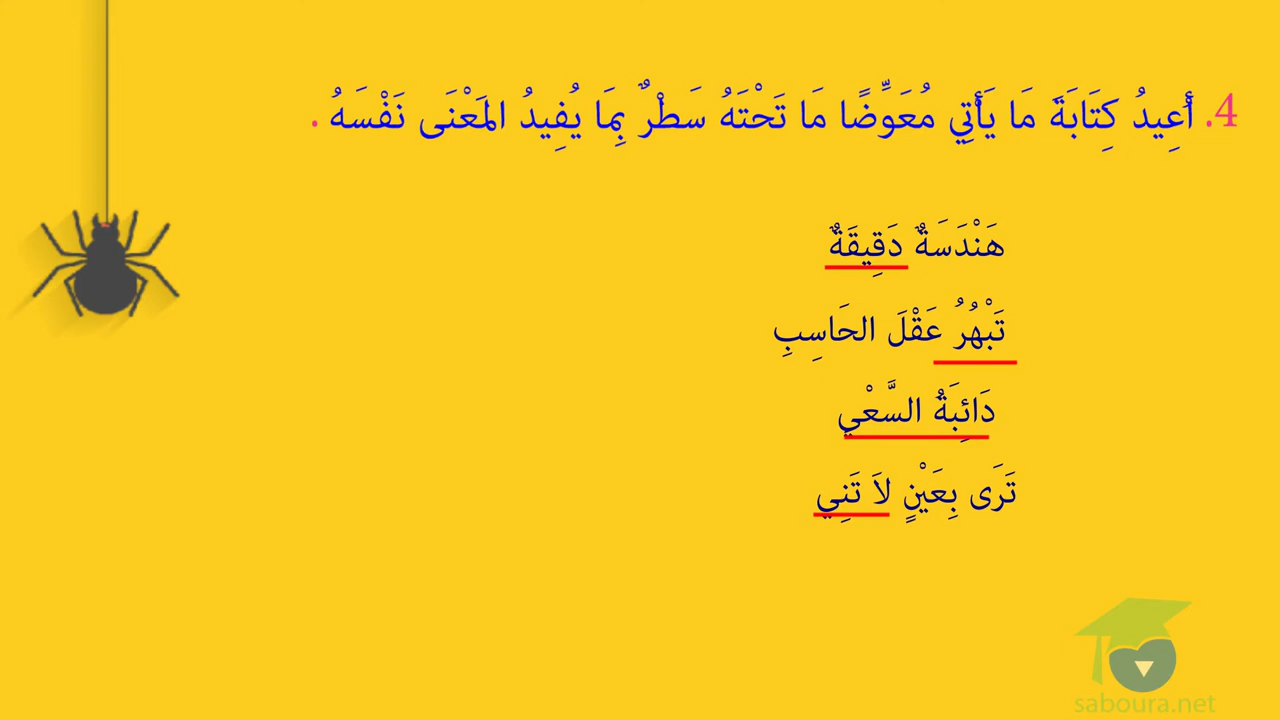 4. أُعِيدُ كِتَابَةَ مَا يَأْتِي مُعَوِّضًا مَا تَحْتَهُ سَطْرٌ بِمَا يُفِيدُ المَعْنَى نَفْسَهُ .
هَنْدَسَةٌ دَقِيقَةٌ
تَبْهُرُ عَقْلَ الحَاسِبِ
دَائِبَةُ السَّعْيِ
تَرَى بِعَيْنٍ لاَ تَنِي
saboura.net